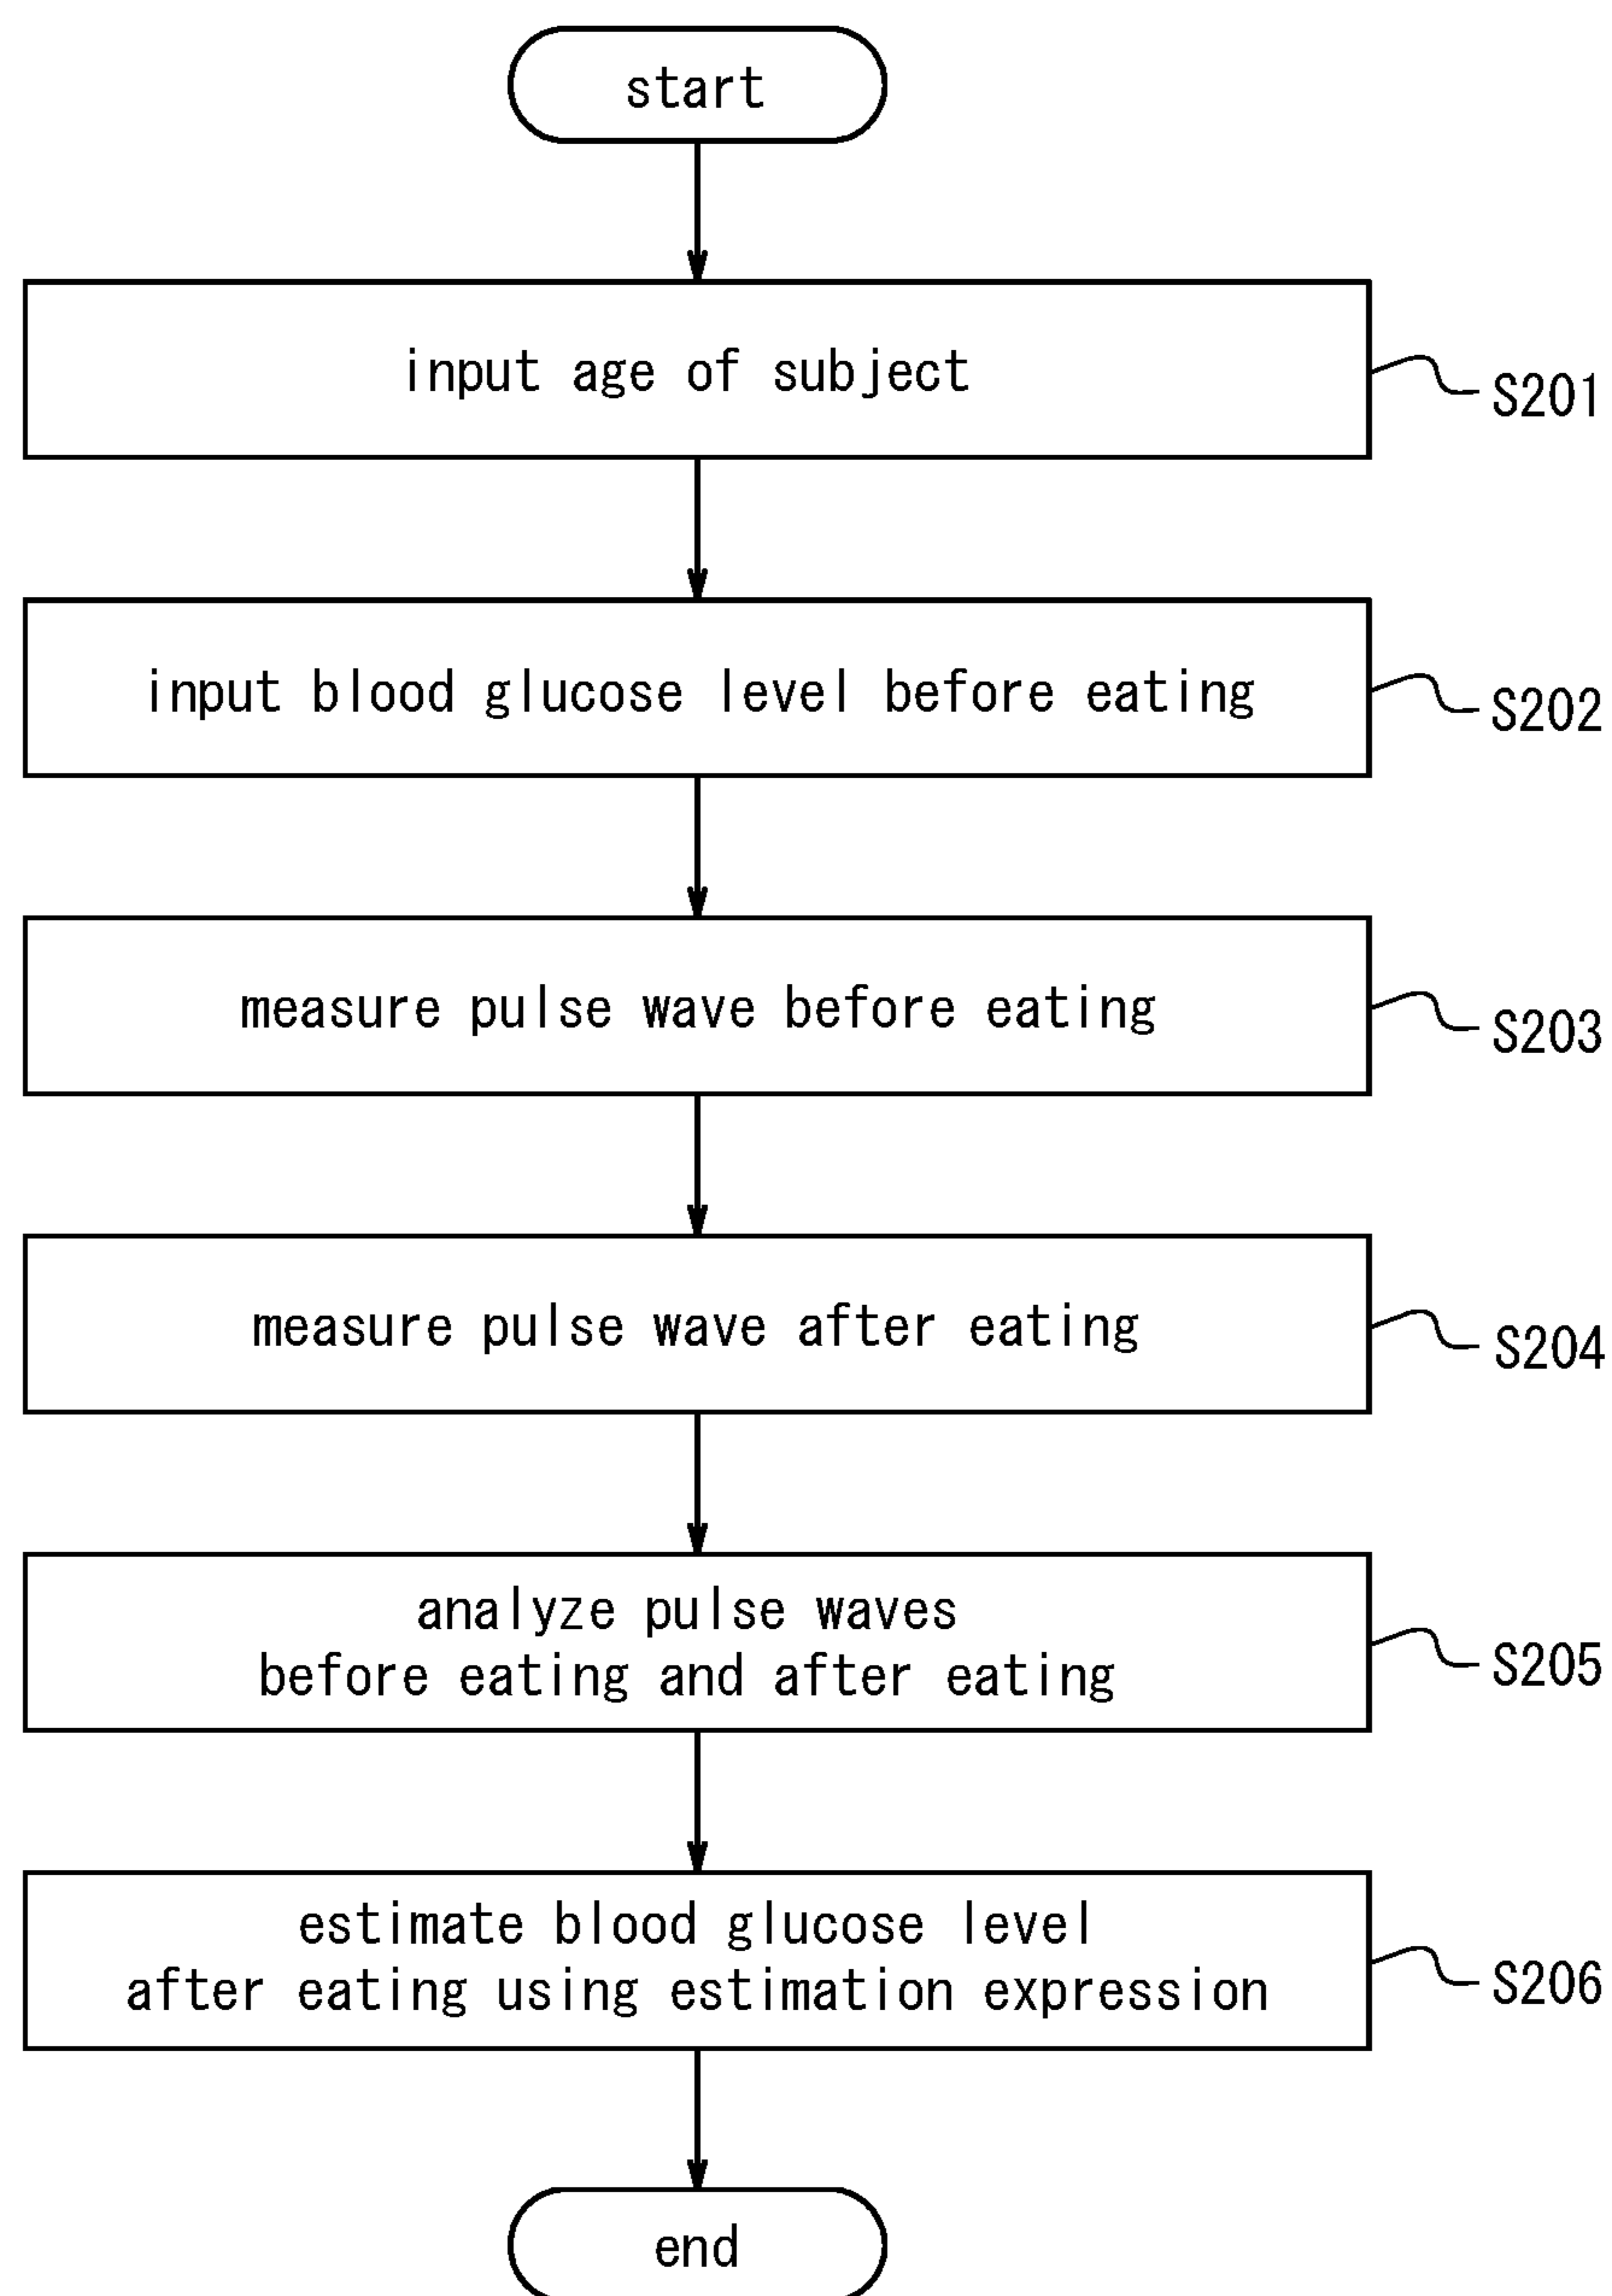 start
input age of subject
S201
input blood glucose level before eating
S202
measure pulse wave before eating
S203
measure pulse wave after eating
S204
analyze pulse waves
before eating and after eating
S205
estimate blood glucose level
after eating using estimation expression
S206
end